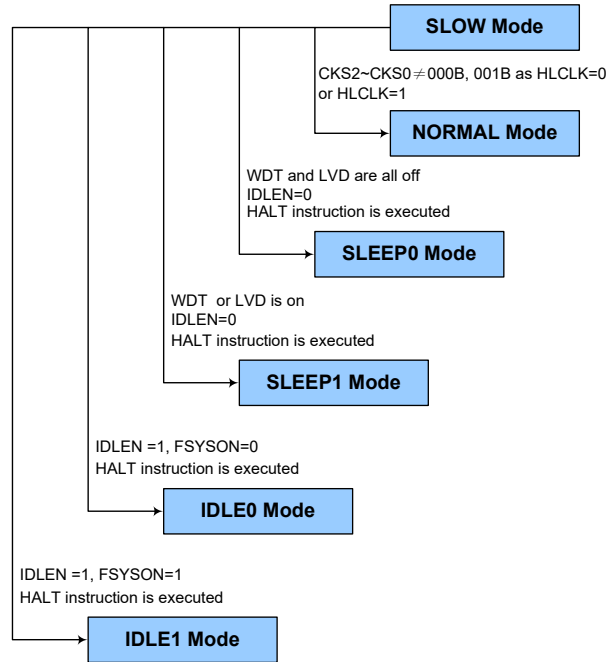 SLOW Mode
CKS2~CKS0≠000B, 001B as HLCLK=0
or HLCLK=1
NORMAL Mode
WDT and LVD are all off
IDLEN=0
HALT instruction is executed
SLEEP0 Mode
WDT or LVD is on
IDLEN=0
HALT instruction is executed
SLEEP1 Mode
IDLEN =1, FSYSON=0
HALT instruction is executed
IDLE0 Mode
IDLEN =1, FSYSON=1
HALT instruction is executed
IDLE1 Mode